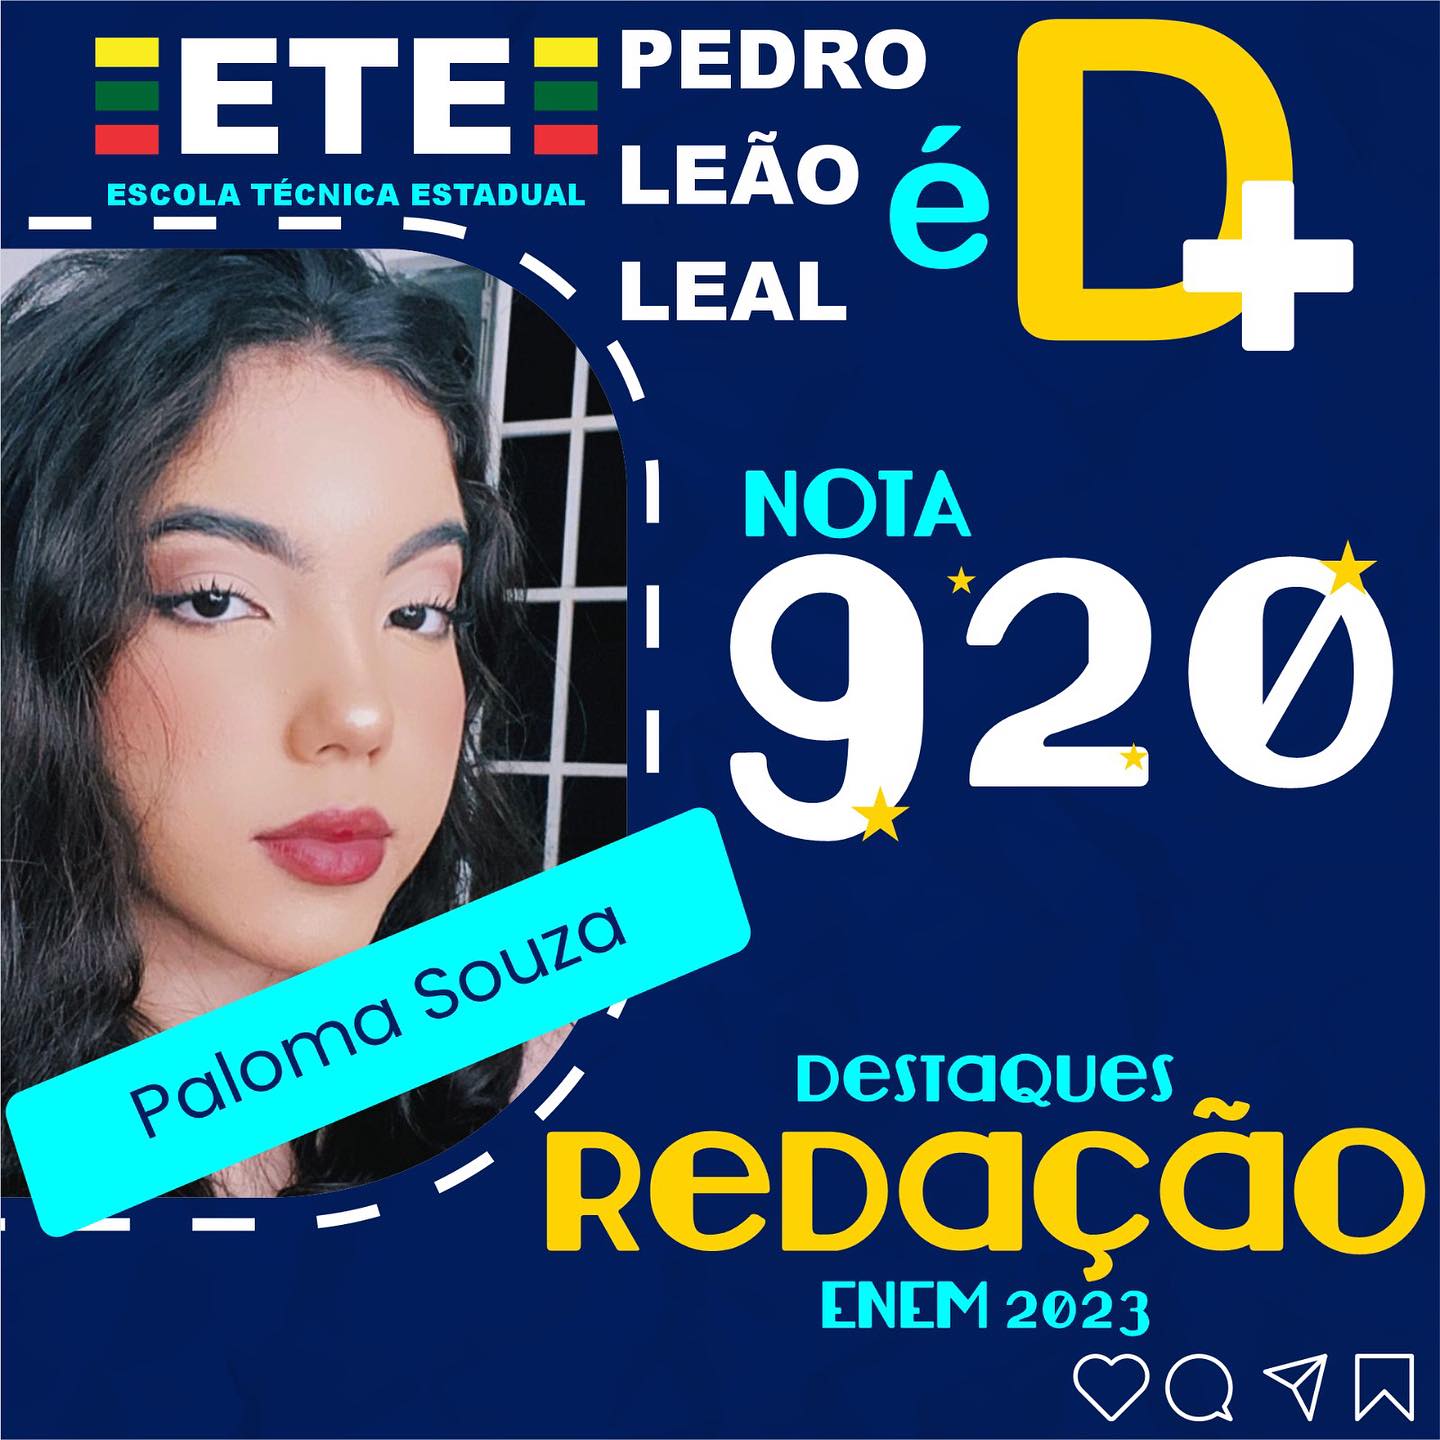 ETE
ESCOLA TÉCNICA ESTADUAL
PEDRO
LEÃO
LEAL
é
D+
NOTA
920
Paloma Souza
DESTAQUES
REDAÇÃO
ENEM 2023